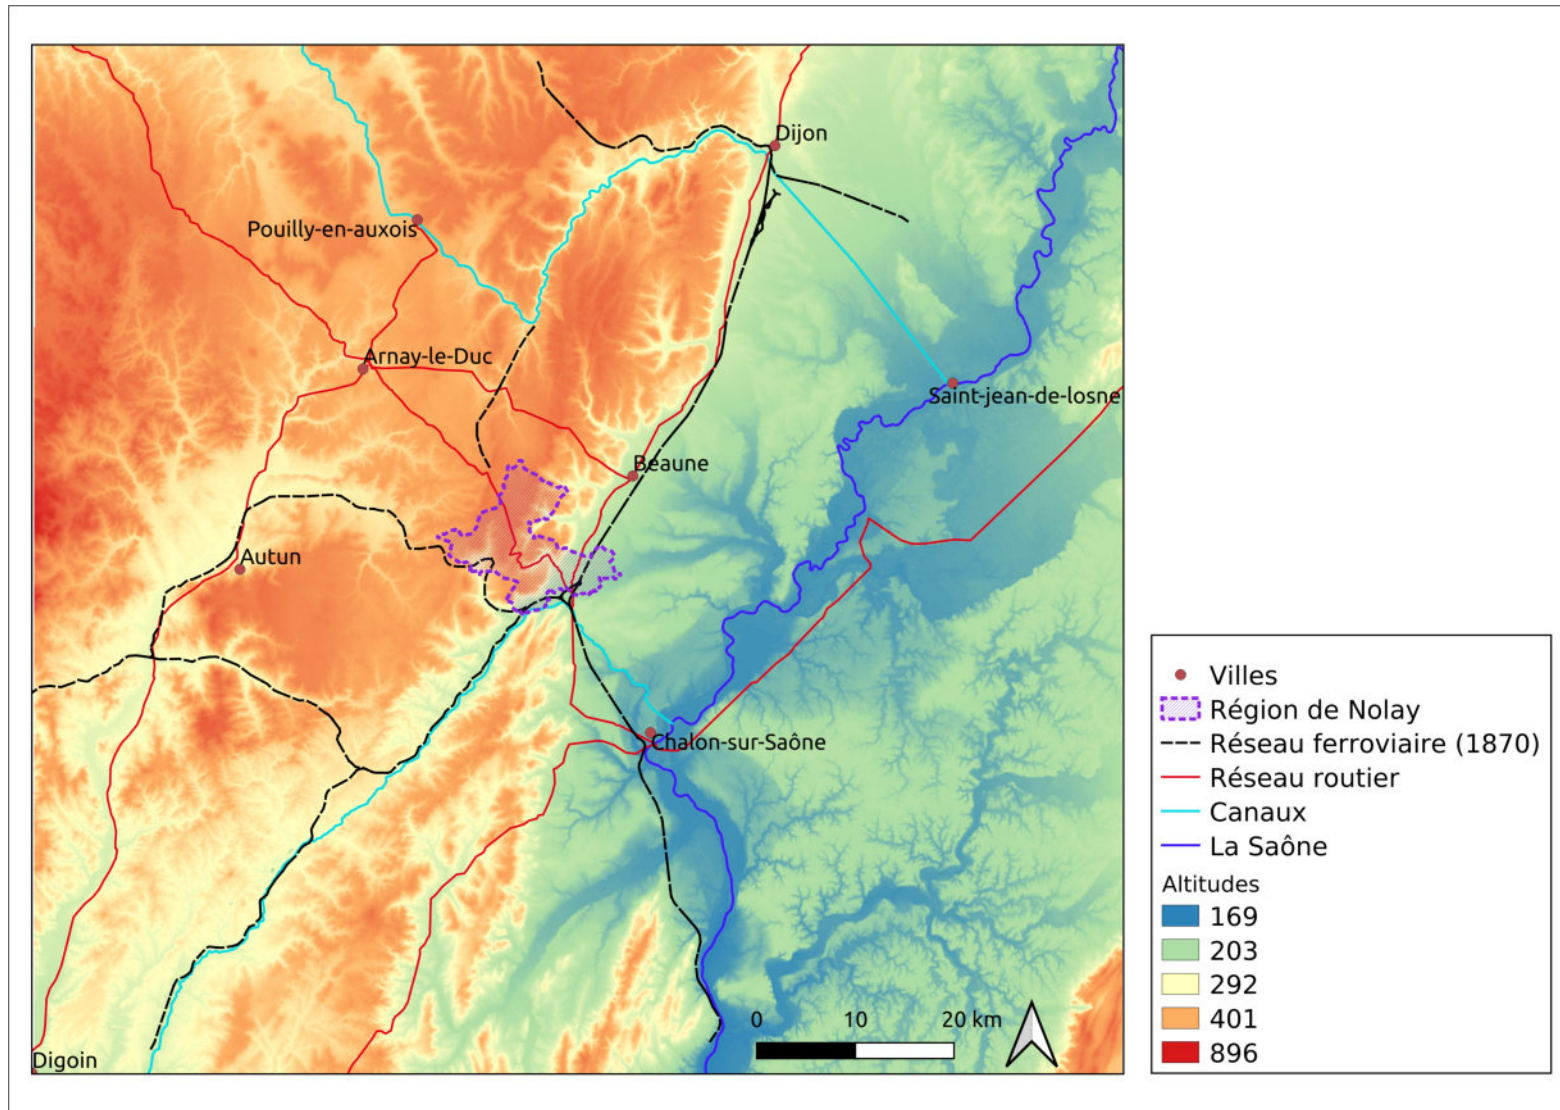 Dijon
Pouilly-en-auxois
Arnay-le-Duc
Saint-jean-de-losne
Beaune
Autun
Chalon-sur-Saône
Digoin
0 10 20 km
Villes
Région de Nolay
Réseau ferroviaire (1870)
Réseau routier
Canaux
La Saône
Altitudes
169
203
292
401
896